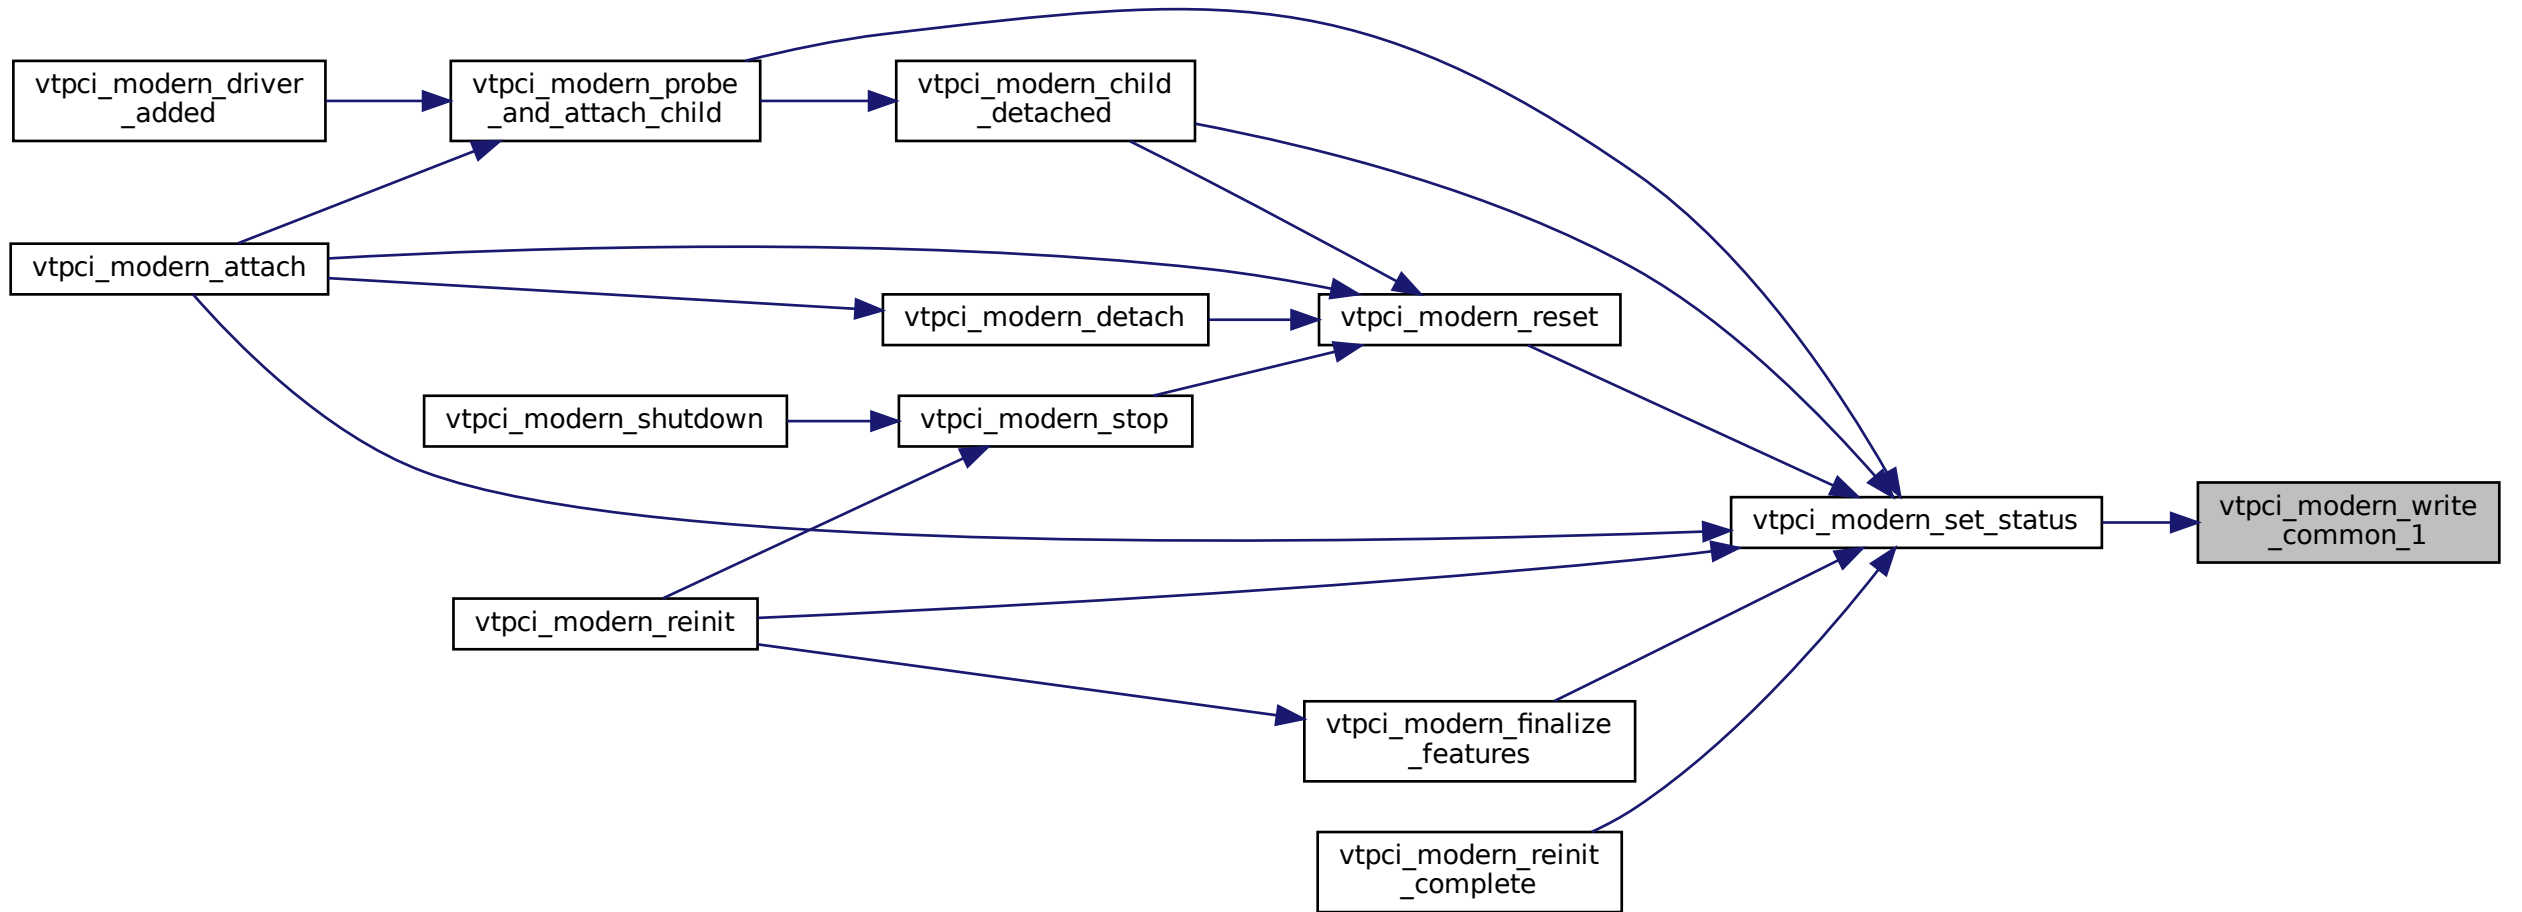 vtpci_modern_driver
_added
vtpci_modern_probe
_and_attach_child
vtpci_modern_child
_detached
vtpci_modern_attach
vtpci_modern_detach
vtpci_modern_reset
vtpci_modern_shutdown
vtpci_modern_stop
vtpci_modern_set_status
vtpci_modern_write
_common_1
vtpci_modern_reinit
vtpci_modern_finalize
_features
vtpci_modern_reinit
_complete